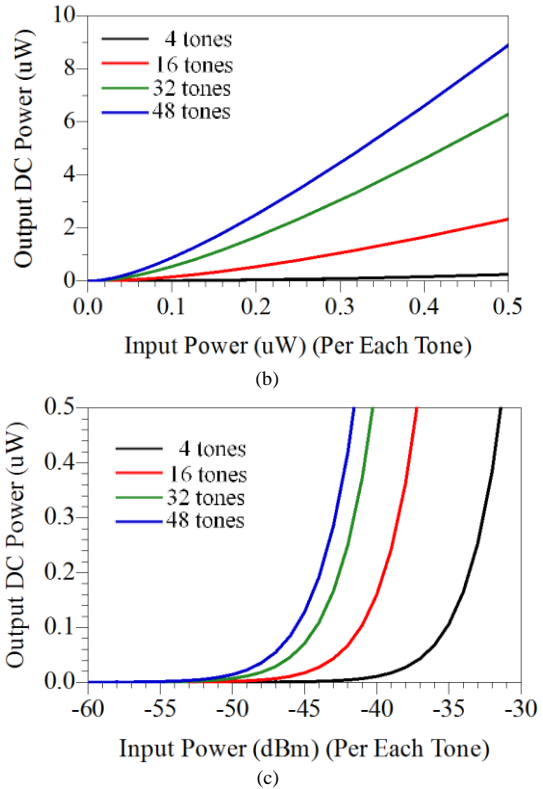 10
8
6
4
2
0
Output DC Power (uW)
4 tones
16 tones
32 tones
48 tones
0.0 0.1 0.2 0.3 0.4 0.5
Input Power (uW) (Per Each Tone)
(b)
0.5
0.4
0.3
0.2
0.1
0.0
Output DC Power (uW)
4 tones
16 tones
32 tones
48 tones
-60 -55 -50 -45 -40 -35 -30
Input Power (dBm) (Per Each Tone)
(c)